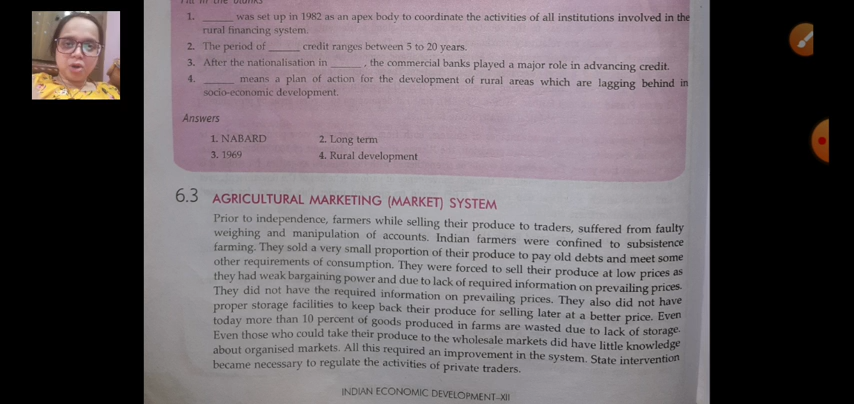 Fill in the blanks
1. _____ was set up in 1982 as an apex body to coordinate the activities of all institutions involved in the
rural financing system.
2. The period of _____ credit ranges between 5 to 20 years.
3. After the nationalisation in _____ , the commercial banks played a major role in advancing credit.
4. _____ means a plan of action for the development of rural areas which are lagging behind in
socio-economic development.
Answers
1. NABARD 2. Long term
3. 1969 4. Rural development
6.3 AGRICULTURAL MARKETING (MARKET) SYSTEM
Prior to independence, farmers while selling their produce to traders, suffered from faulty
weighing and manipulation of accounts. Indian farmers were confined to subsistence
farming. They sold a very small proportion of their produce to pay old debts and meet some
other requirements of consumption. They were forced to sell their produce at low prices as
they had weak bargaining power and due to lack of required information on prevailing prices.
They did not have the required information on prevailing prices. They also did not have
proper storage facilities to keep back their produce for selling later at a better price. Even
today more than 10 percent of goods produced in farms are wasted due to lack of storage.
Even those who could take their produce to the wholesale markets did have little knowledge
about organised markets. All this required an improvement in the system. State intervention
became necessary to regulate the activities of private traders.
INDIAN ECONOMIC DEVELOPMENT–XII